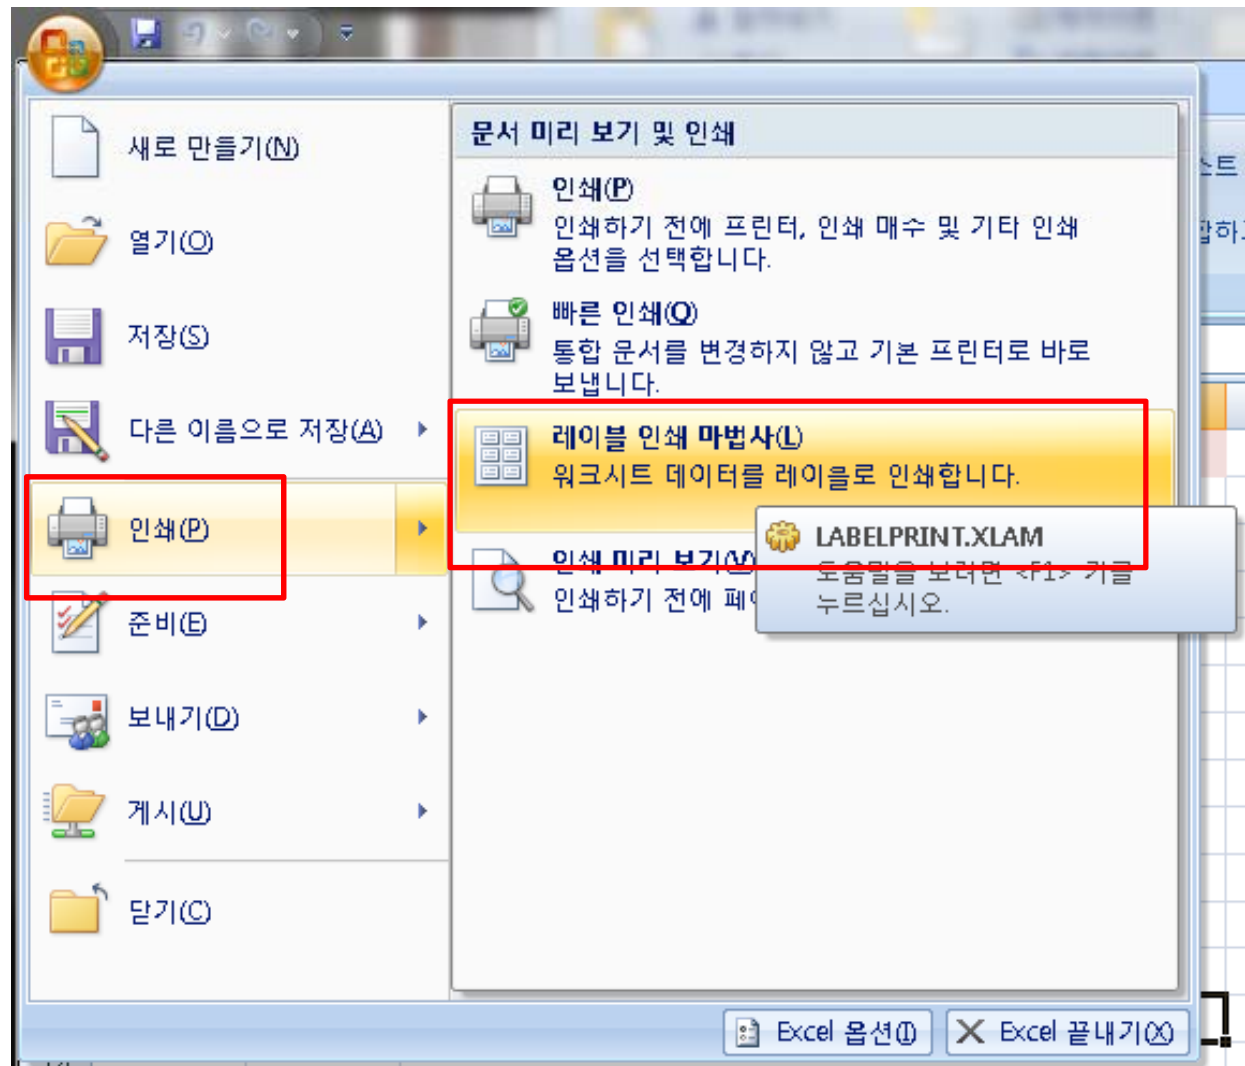 새로 만들기(N)
열기(O)
저장(S)
다른 이름으로 저장(A)
인쇄(P)
준비(E)
보내기(D)
게시(U)
닫기(C)
문서 미리 보기 및 인쇄
인쇄(P)
인쇄하기 전에 프린터, 인쇄 매수 및 기타 인쇄
옵션을 선택합니다.
빠른 인쇄(Q)
통합 문서를 변경하지 않고 기본 프린터로 바로
보냅니다.
레이블 인쇄 마법사(L)
워크시트 데이터를 레이블로 인쇄합니다.
인쇄 미리 보기(V)
인쇄하기 전에
LABELPRINT.XLAM
도움말을 보려면 <F1> 키를
누르십시오.
Excel 옵션(I)
Excel 끝내기(X)